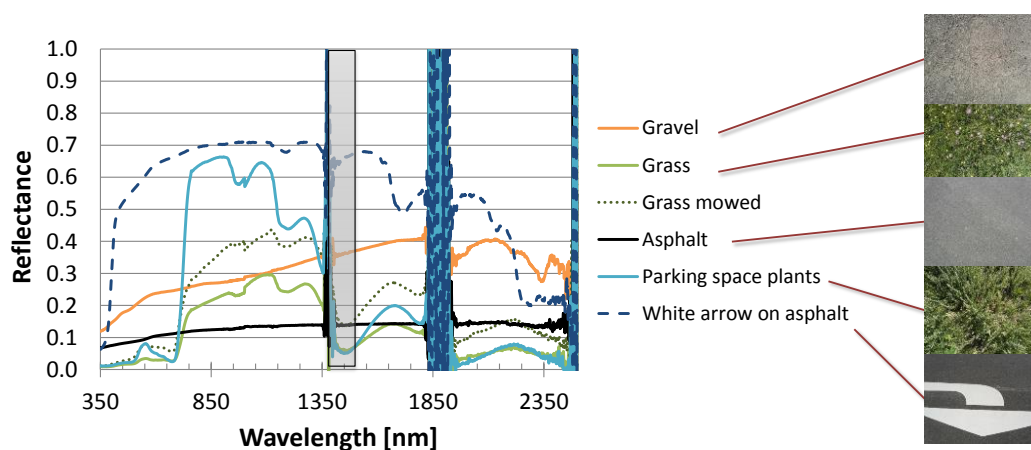 Reflectance
1.0
0.9
0.8
0.7
0.6
0.5
0.4
0.3
0.2
0.1
0.0
350 850 1350 1850 2350
Wavelength [nm]
Gravel
Grass
Grass mowed
Asphalt
Parking space plants
White arrow on asphalt